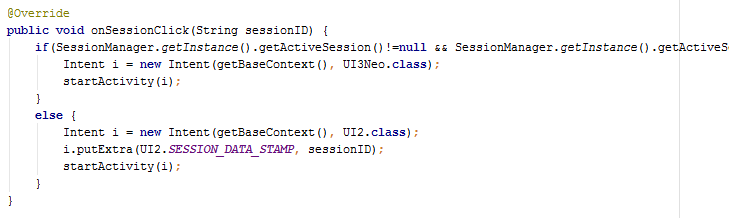 @Override
public void onSessionClick(String sessionID) {
if(SessionManager.getInstance().getActiveSession()!=null && SessionManager.getInstance().getActiveS
Intent i = new Intent(getBaseContext(), UI3Neo.class);
startActivity(i);
}
else {
Intent i = new Intent(getBaseContext(), UI2.class);
i.putExtra(UI2.SESSION_DATA_STAMP, sessionID);
startActivity(i);
}
}